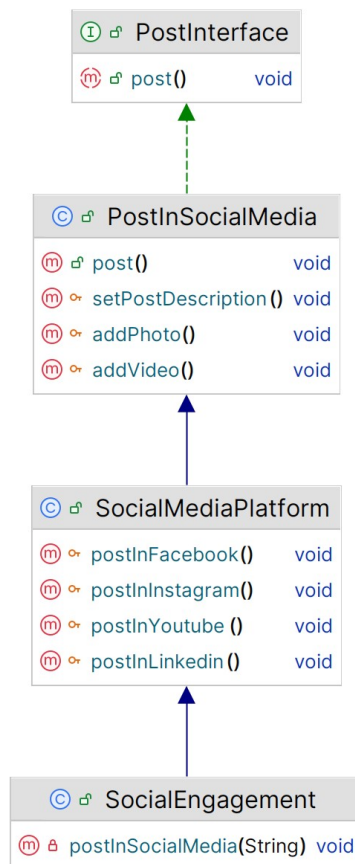 I PostInterface
m post() void
C PostInSocialMedia
m post() void
m setPostDescription() void
m addPhoto() void
m addVideo() void
C SocialMediaPlatform
m postInFacebook() void
m postInInstagram() void
m postInYoutube () void
m postInLinkedin () void
C SocialEngagement
m postInSocialMedia(String) void